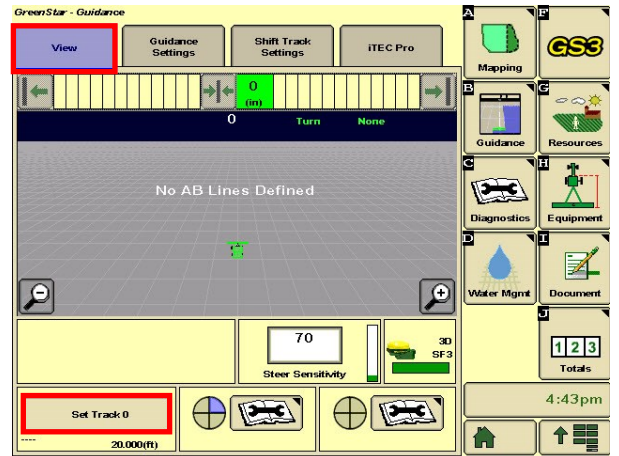 GreenStar - Guidance
View
Guidance
Settings
Shift Track
Settings
iTEC Pro
0
(in)
0 Turn None
No AB Lines Defined
70
Steer Sensitivity
3D
SF3
Set Track 0
---- 20.000(ft)
A
Mapping
F
GS3
B
Guidance
G
Resources
C
Diagnostics
H
Equipment
D
Water Mgmt
I
Document
J
1 2 3
Totals
4:43pm